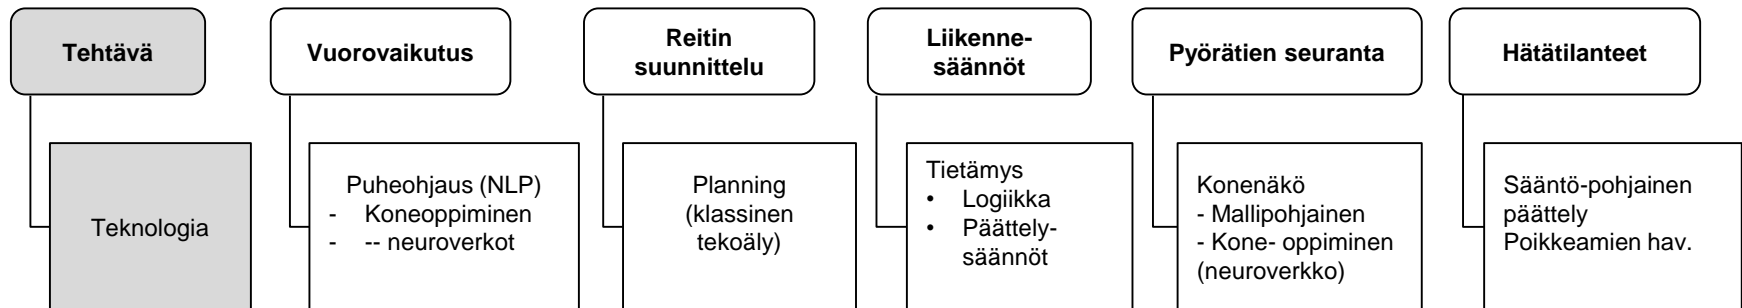 Tehtävä
Vuorovaikutus
Reitin
suunnittelu
Liikenne-
säännöt
Pyörätien seuranta
Hätätilanteet
Teknologia
Puheohjaus (NLP)
- Koneoppiminen
- -- neuroverkot
Planning
(klassinen
tekoäly)
Tietämys
• Logiikka
• Päättely-
säännöt
Konenäkö
- Mallipohjainen
- Kone- oppiminen
(neuroverkko)
Sääntö-pohjainen
päättely
Poikkeamien hav.